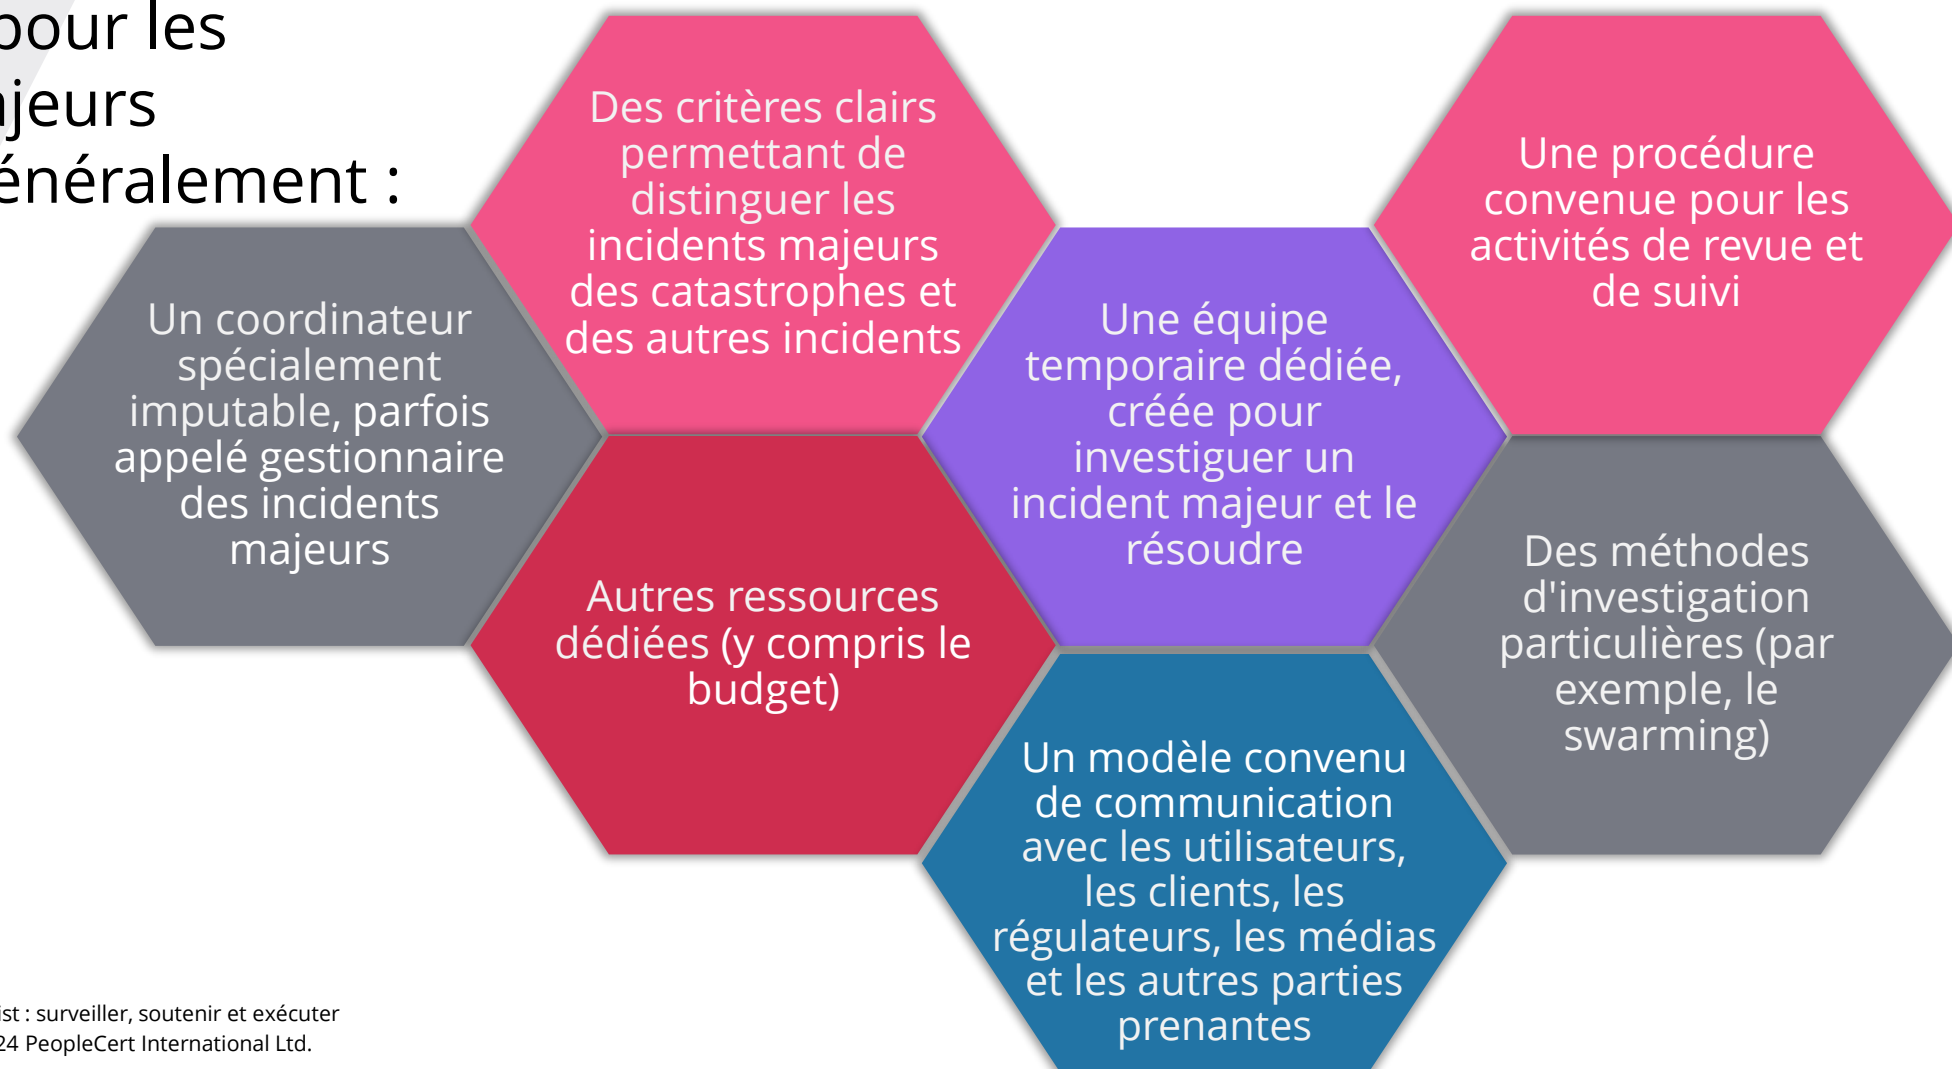 pour les
jeurs
énéralement :
Des critères clairs
permettant de
distinguer les
incidents majeurs
des catastrophes et
des autres incidents
Une procédure
convenue pour les
activités de revue et
de suivi
Un coordinateur
spécialement
imputable, parfois
appelé gestionnaire
des incidents
majeurs
Une équipe
temporaire dédiée,
créée pour
investiguer un
incident majeur et le
résoudre
Autres ressources
dédiées (y compris le
budget)
Des méthodes
d'investigation
particulières (par
exemple, le
swarming)
Un modèle convenu
de communication
avec les utilisateurs,
les clients, les
régulateurs, les médias
et les autres parties
prenantes
ist : surveiller, soutenir et exécuter
24 PeopleCert International Ltd.